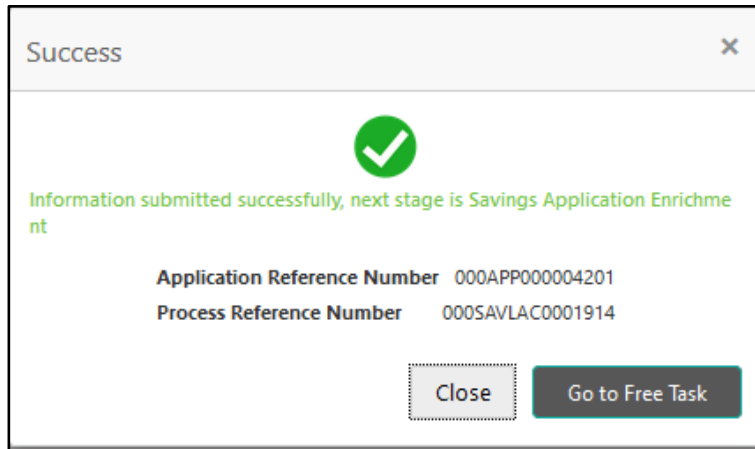 Success
×
Information submitted successfully, next stage is Savings Application Enrichme
nt
Application Reference Number 000APP000004201
Process Reference Number 000SAVLAC0001914
Close Go to Free Task